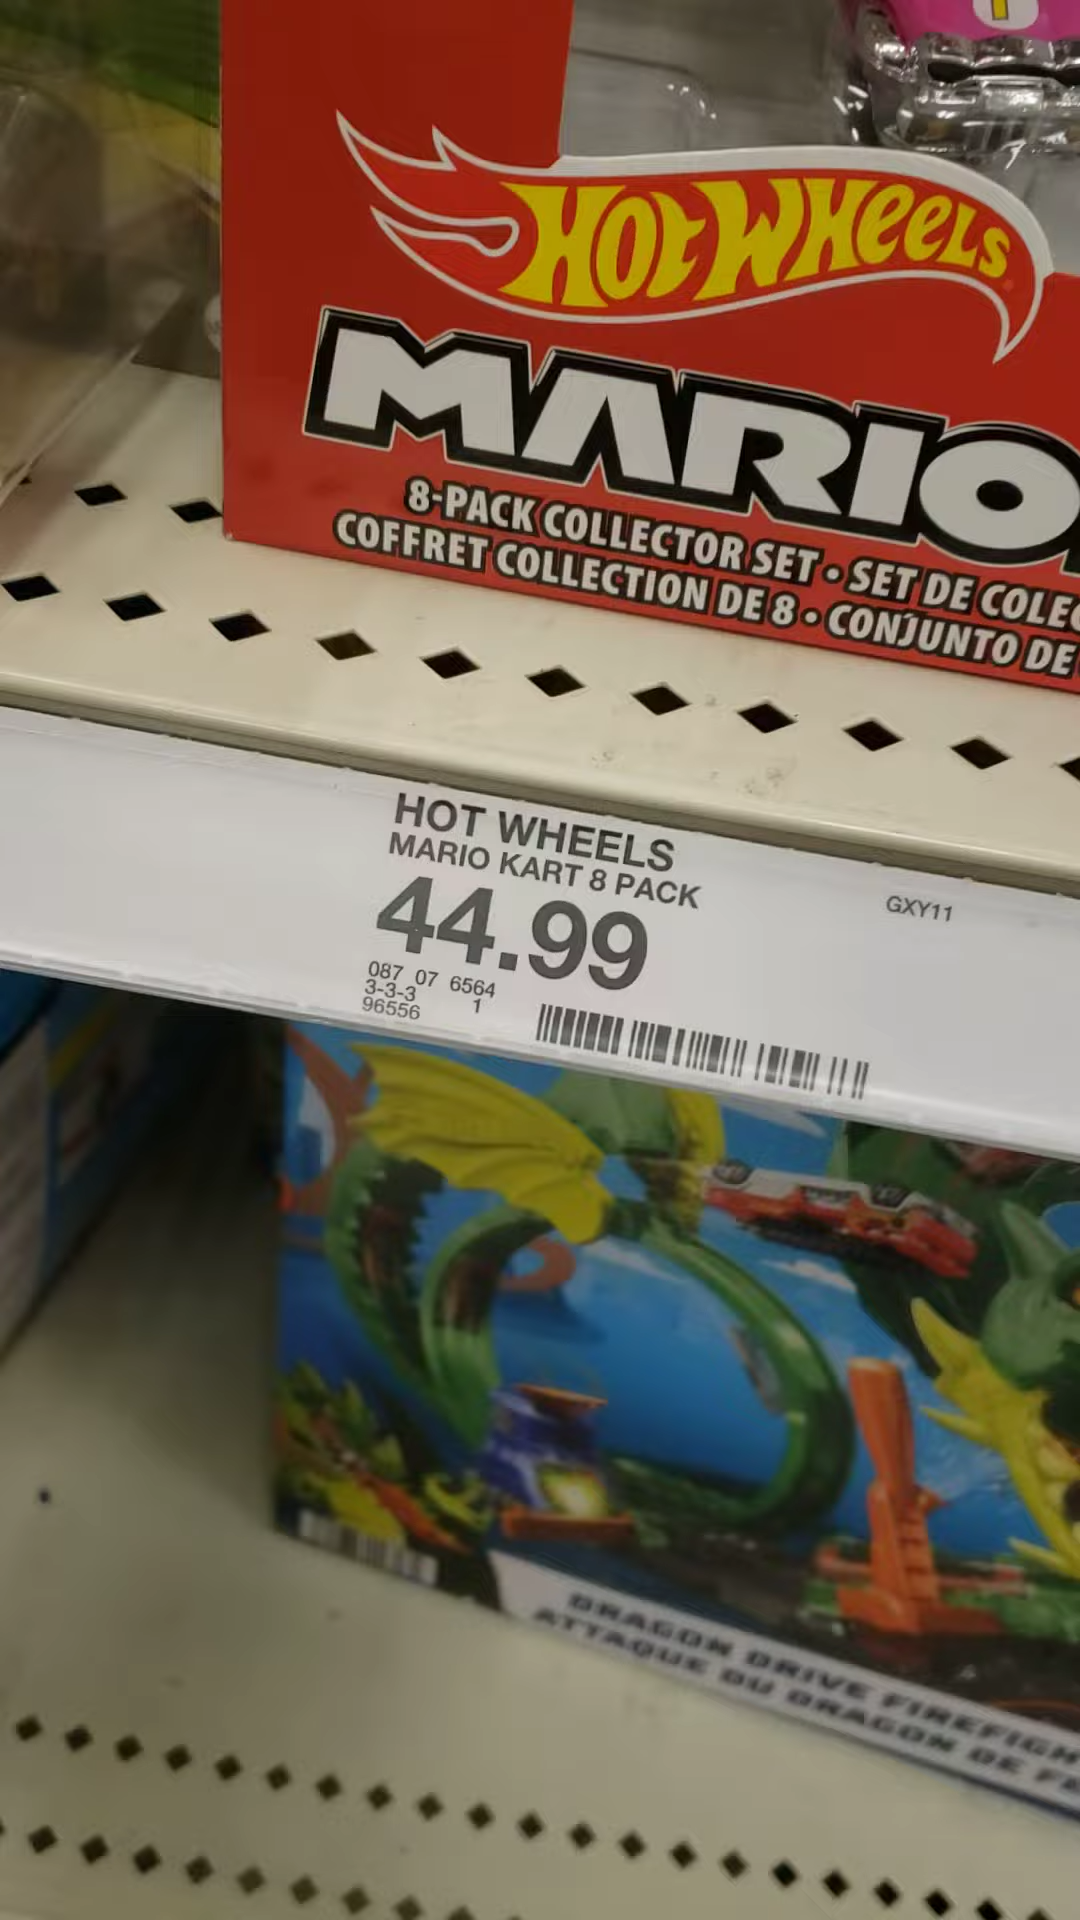 HOT WHEELS
MARIO
8-PACK COLLECTOR SET • SET DE COLEC
COFFRET COLLECTION DE 8 • CONJUNTO DE
HOT WHEELS
MARIO KART 8 PACK
GXY11
44.99
087 07 6564
3-3-3 1
96556
DRAGON DRIVE FIREFIGH
ATTAQUE DU DRAGON DE F